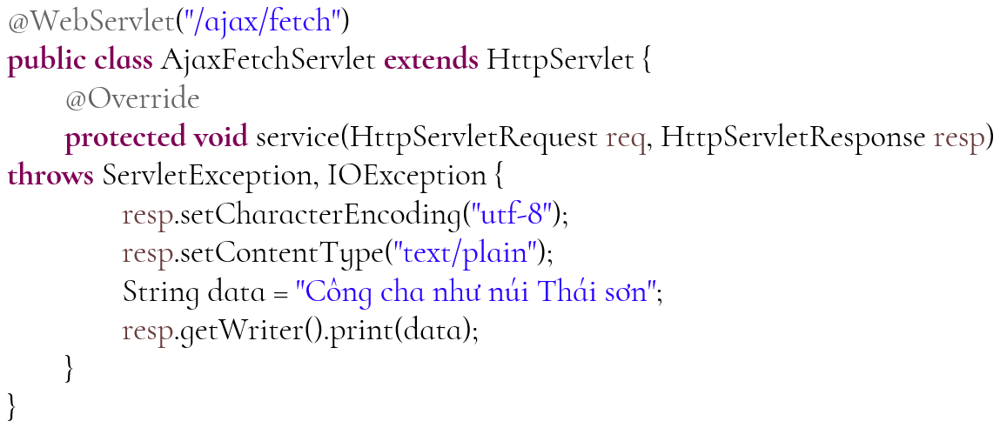 @WebServlet("/ajax/fetch")
public class AjaxFetchServlet extends HttpServlet {
@Override
protected void service(HttpServletRequest req, HttpServletResponse resp)
throws ServletException, IOException {
resp.setCharacterEncoding("utf-8");
resp.setContentType("text/plain");
String data = "Công cha như núi Thái sơn";
resp.getWriter().print(data);
}
}